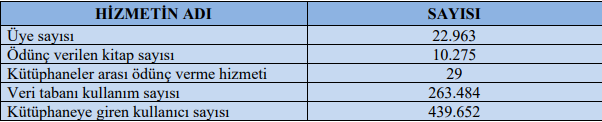 HİZMETİN ADI SAYISI
Üye sayısı 22.963
Ödünç verilen kitap sayısı 10.275
Kütüphaneler arası ödünç verme hizmeti 29
Veri tabanı kullanım sayısı 263.484
Kütüphaneye giren kullanıcı sayısı 439.652